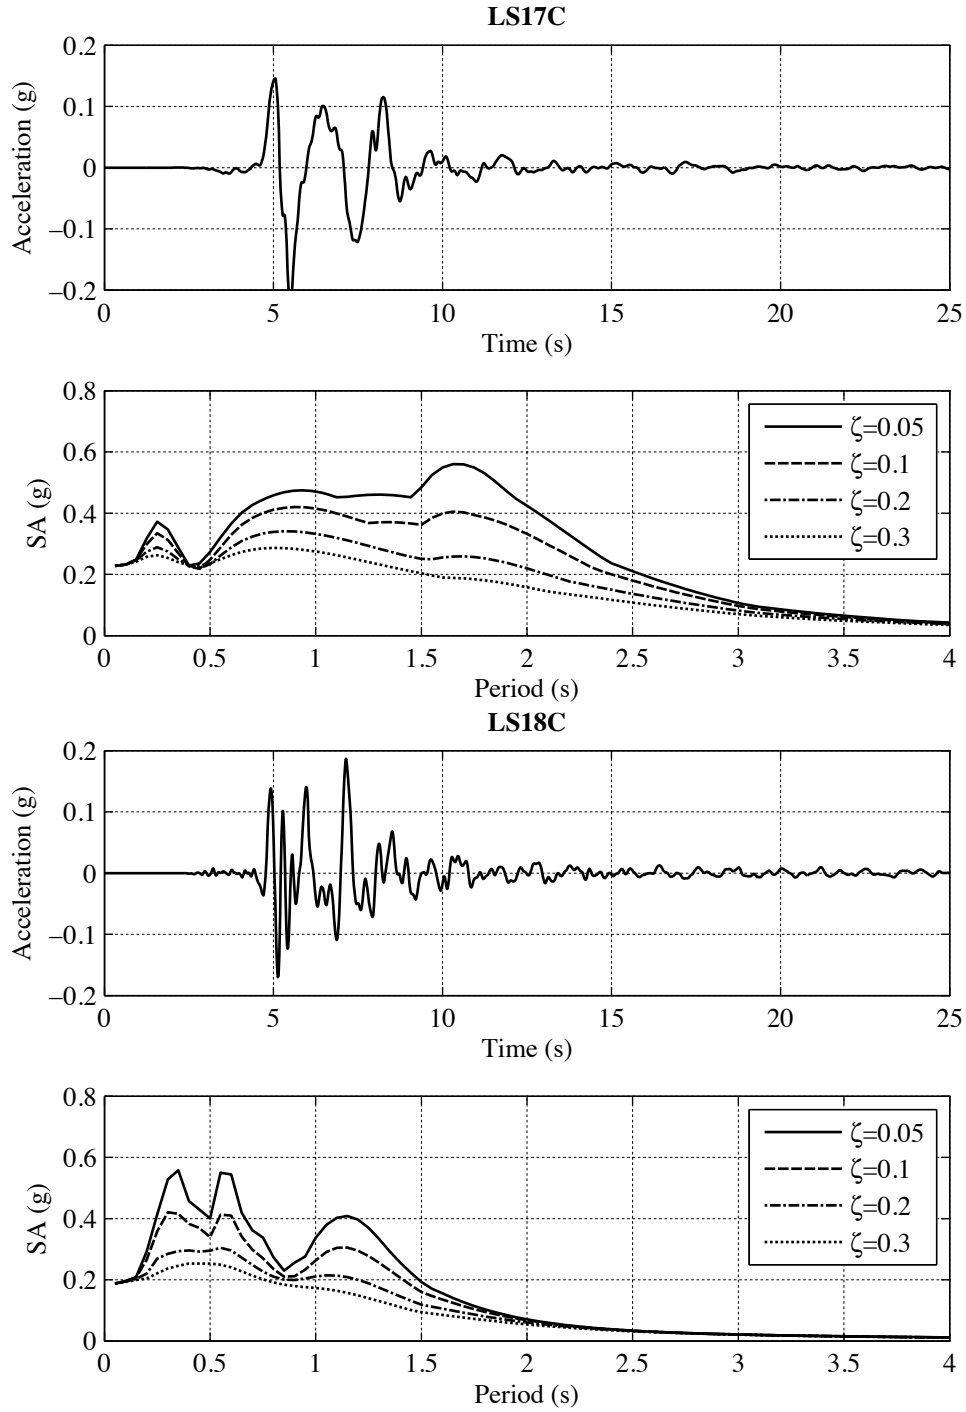 LS17C
0.2
0.1
0
–0.1
–0.2
Acceleration (g)
0 5 10 15 20 25
Time (s)
0.8
0.6
0.4
0.2
0
SA (g)
ζ=0.05
ζ=0.1
ζ=0.2
ζ=0.3
0 0.5 1 1.5 2 2.5 3 3.5 4
Period (s)
LS18C
0.2
0.1
0
–0.1
–0.2
Acceleration (g)
0 5 10 15 20 25
Time (s)
0.8
0.6
0.4
0.2
0
SA (g)
ζ=0.05
ζ=0.1
ζ=0.2
ζ=0.3
0 0.5 1 1.5 2 2.5 3 3.5 4
Period (s)